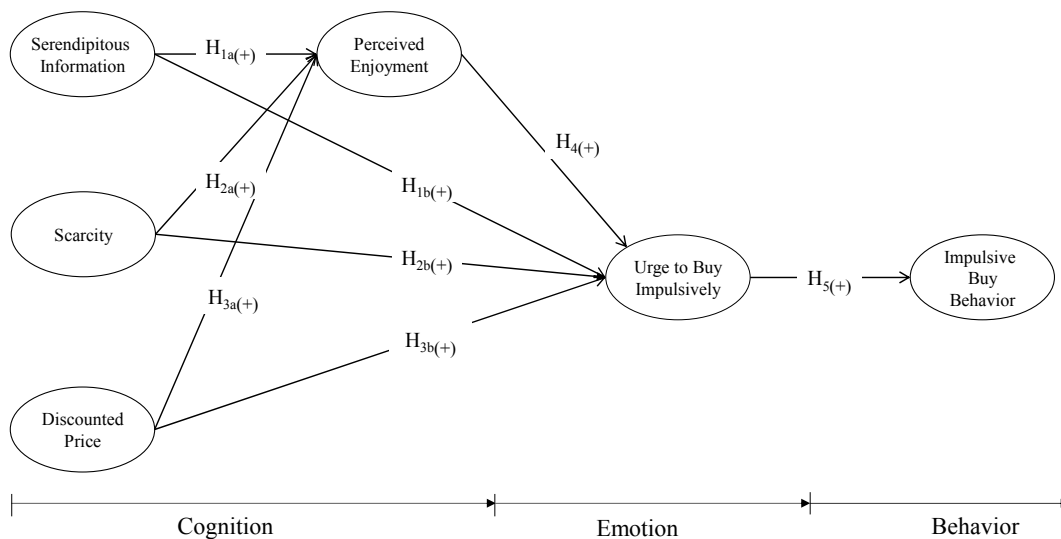 Serendipitous
Information
H1a(+)
Perceived
Enjoyment
H4(+)
H2a(+)
H1b(+)
Scarcity
H2b(+)
Urge to Buy
Impulsively
H5(+)
Impulsive
Buy
Behavior
H3a(+)
H3b(+)
Discounted
Price
Cognition
Emotion
Behavior